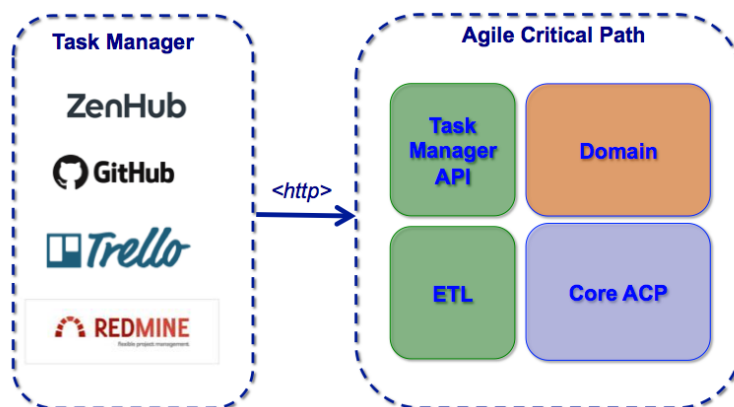 Task Manager
ZenHub
GitHub
Trello
REDMINE
flexible project management
<http>
Agile Critical Path
Task
Manager
API
Domain
ETL
Core ACP